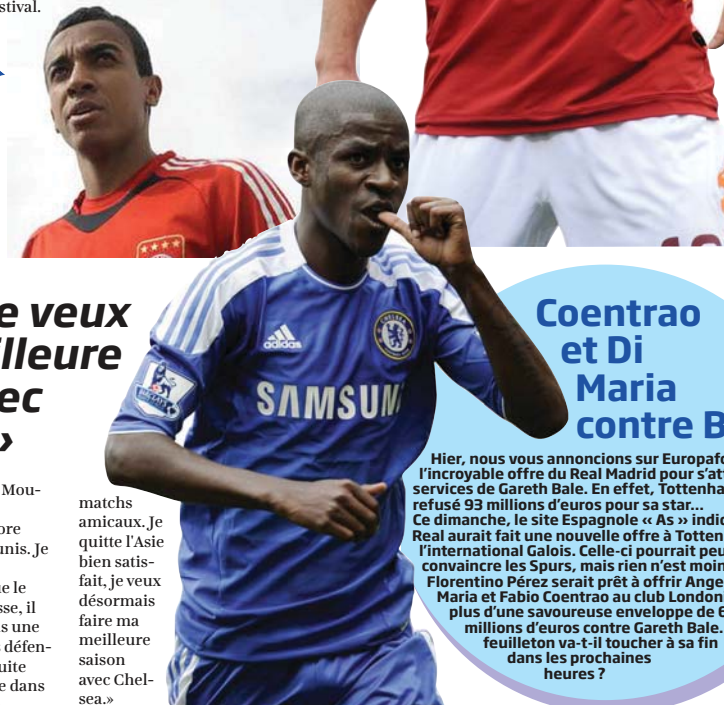 stival.
e veux
illeure
ec
»
Mou-
ore
unis. Je
ue le
sse, il
s une
défen-
uite
e dans
matchs
amicaux. Je
quitte l'Asie
bien satis-
fait, je veux
désormais
faire ma
meilleure
saison
avec Chel-
sea.»
adidas
CHELSEA
BARCLAYS
SAMSUN
Coentrao
et Di
Maria
contre B
Hier, nous vous annoncions sur Europafo
l'incroyable offre du Real Madrid pour s'att
services de Gareth Bale. En effet, Tottenha
refusé 93 millions d'euros pour sa star...
Ce dimanche, le site Espagnole « As » indiq
Real aurait fait une nouvelle offre à Totten
l'international Galois. Celle-ci pourrait peu
convaincre les Spurs, mais rien n'est moin
Florentino Pérez serait prêt à offrir Ange
Maria et Fabio Coentrao au club London
plus d'une savoureuse enveloppe de 6
millions d'euros contre Gareth Bale.
feuilleton va-t-il toucher à sa fin
dans les prochaines
heures ?